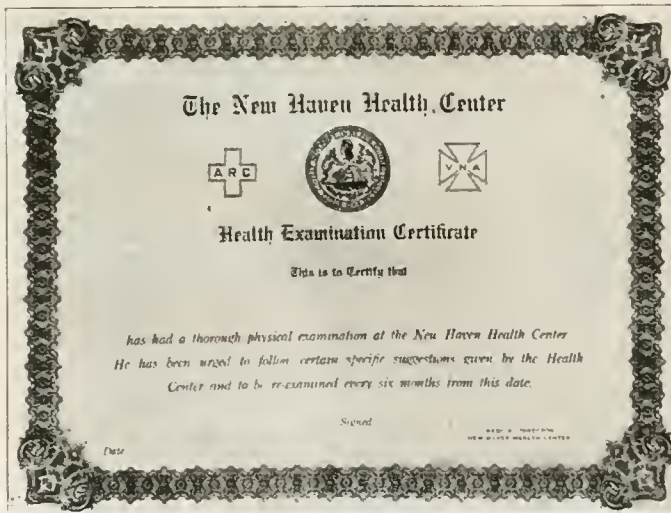 The New Haven Health Center
A R C
V N A
Health Examination Certificate
This is to Certify that
has had a thorough physical examination at the New Haven Health Center
He has been urged to follow certain specific suggestions given by the Health
Center and to be re-examined every six months from this date.
Signed
NEW HAVEN HEALTH CENTER
Date